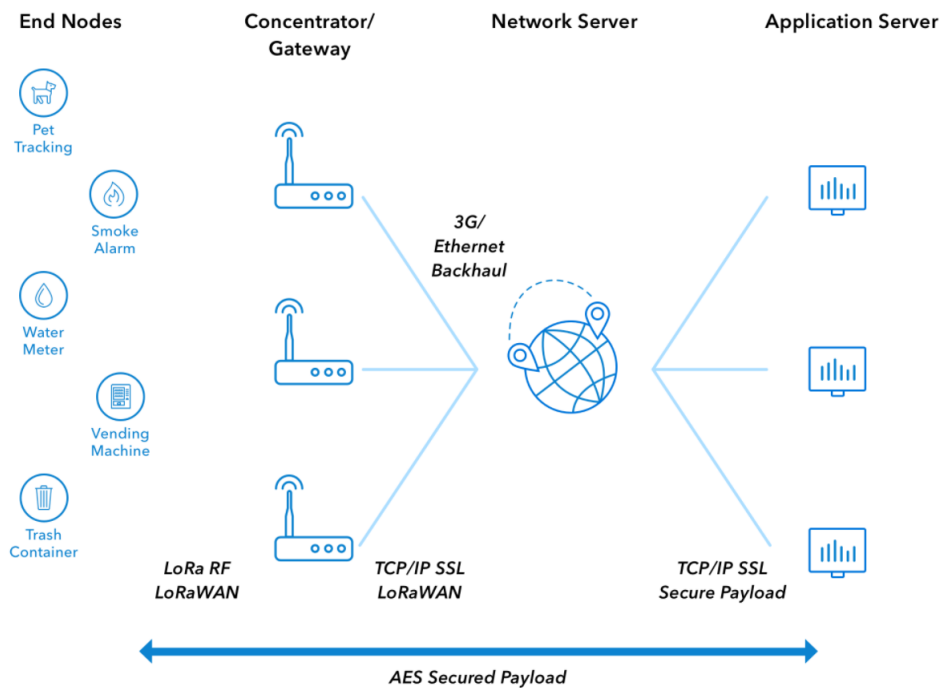 End Nodes
Concentrator/
Gateway
Network Server
Application Server
Pet
Tracking
Smoke
Alarm
Water
Meter
Vending
Machine
Trash
Container
3G/
Ethernet
Backhaul
LoRa RF
LoRaWAN
TCP/IP SSL
LoRaWAN
TCP/IP SSL
Secure Payload
AES Secured Payload